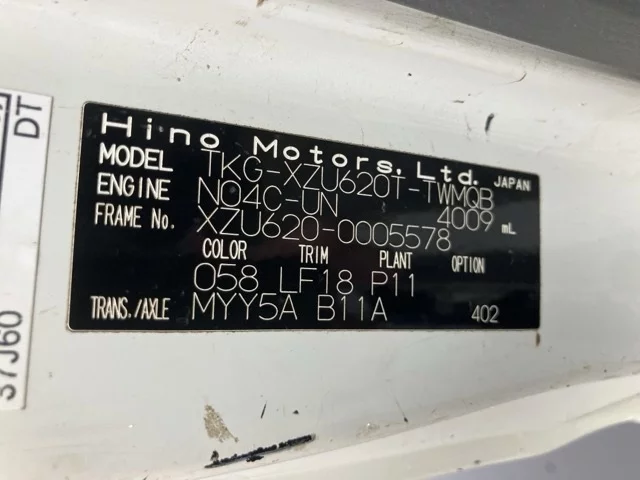 Hino Motors, Ltd. JAPAN
MODEL TKG-XZU620T-TWMQB
ENGINE N04C-UN 4009 mL
FRAME No. XZU620-0005578
COLOR TRIM PLANT OPTION
058 LF18 P11
TRANS./AXLE MYY5A B11A 402
DT
37J60